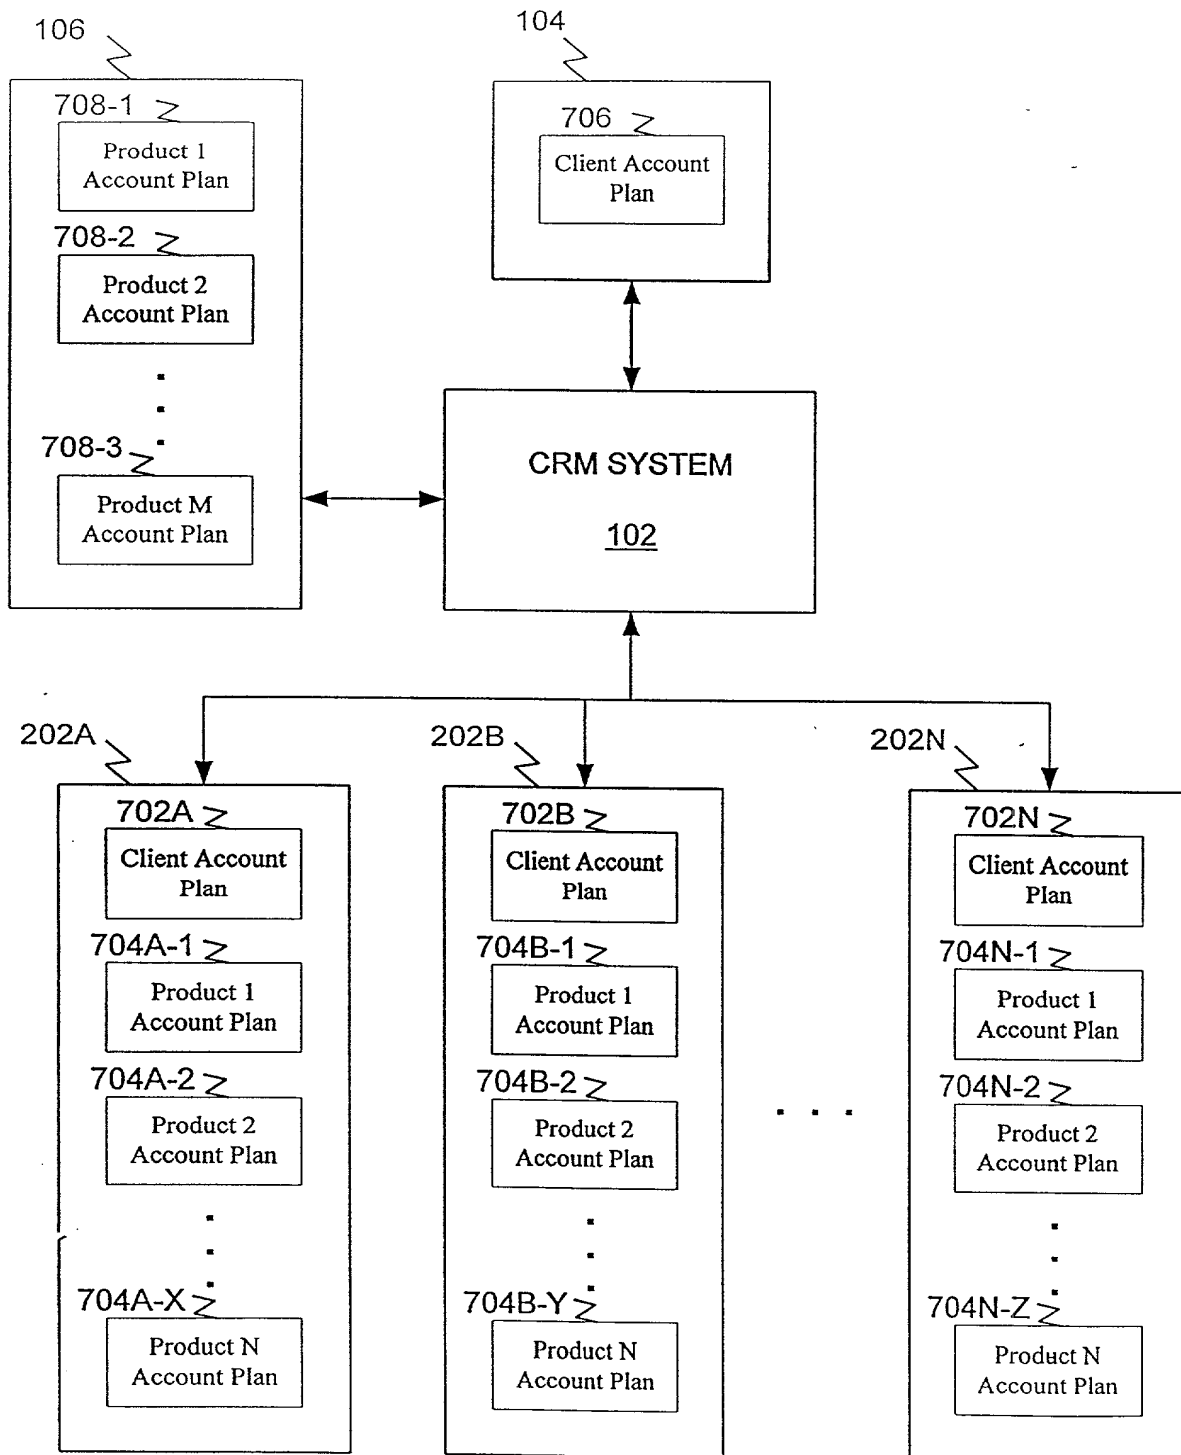 106
708-1
Product 1
Account Plan
708-2
Product 2
Account Plan
708-3
Product M
Account Plan
104
706
Client Account
Plan
CRM SYSTEM
102
202A
702A
Client Account
Plan
704A-1
Product 1
Account Plan
704A-2
Product 2
Account Plan
704A-X
Product N
Account Plan
202B
702B
Client Account
Plan
704B-1
Product 1
Account Plan
704B-2
Product 2
Account Plan
704B-Y
Product N
Account Plan
202N
702N
Client Account
Plan
704N-1
Product 1
Account Plan
704N-2
Product 2
Account Plan
704N-Z
Product N
Account Plan